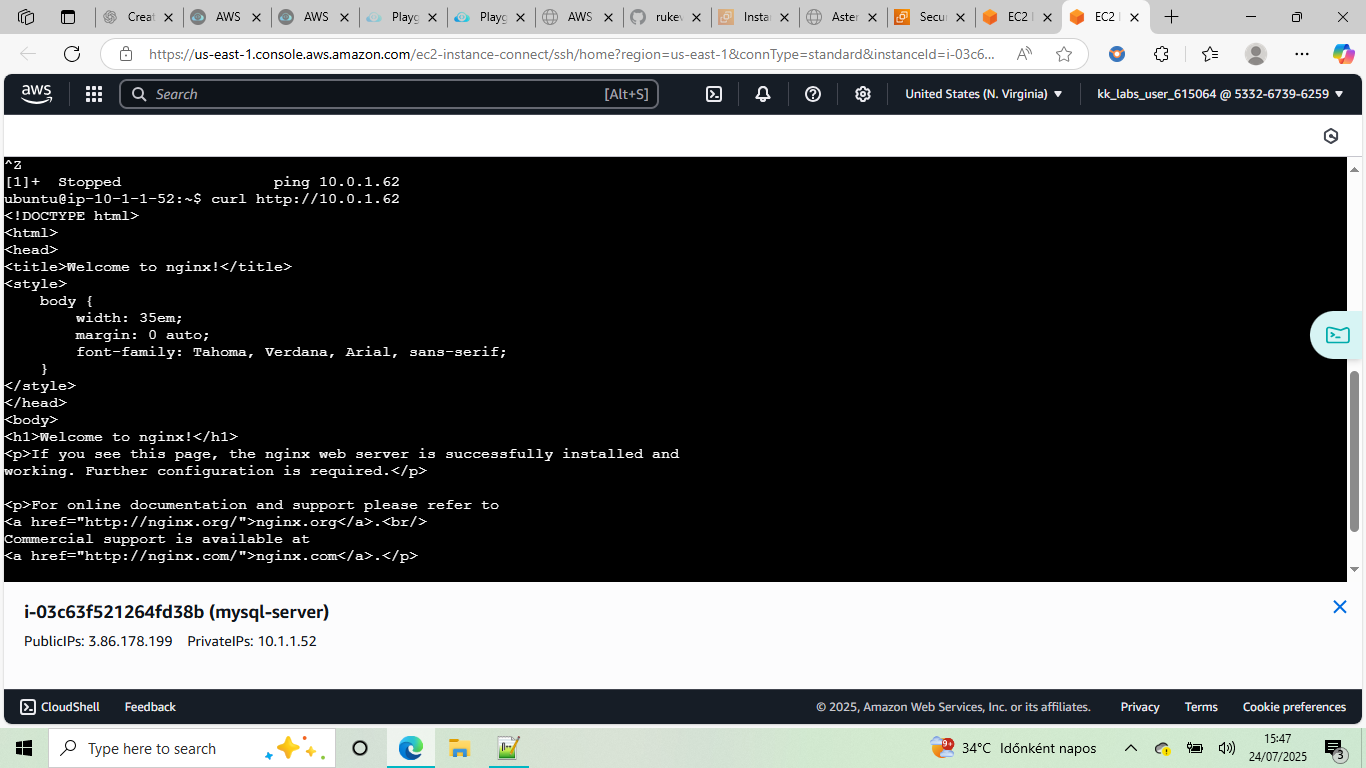 Creat
AWS
AWS
Playg
Playg
AWS
rukev
Instar
Aster
Secu
EC2 I
EC2 I
https://us-east-1.console.aws.amazon.com/ec2-instance-connect/ssh/home?region=us-east-1&connType=standard&instanceId=i-03c6...
aws
Search
[Alt+S]
United States (N. Virginia)
kk_labs_user_615064 @ 5332-6739-6259
^Z
[1]+  Stopped                 ping 10.0.1.62
ubuntu@ip-10-1-1-52:~$ curl http://10.0.1.62
<!DOCTYPE html>
<html>
<head>
<title>Welcome to nginx!</title>
<style>
    body {
        width: 35em;
        margin: 0 auto;
        font-family: Tahoma, Verdana, Arial, sans-serif;
    }
</style>
</head>
<body>
<h1>Welcome to nginx!</h1>
<p>If you see this page, the nginx web server is successfully installed and
working. Further configuration is required.</p>
<p>For online documentation and support please refer to
<a href="http://nginx.org/">nginx.org</a>.<br/>
Commercial support is available at
<a href="http://nginx.com/">nginx.com</a>.</p>
i-03c63f521264fd38b (mysql-server)
PublicIPs: 3.86.178.199 PrivateIPs: 10.1.1.52
CloudShell
Feedback
© 2025, Amazon Web Services, Inc. or its affiliates.
Privacy
Terms
Cookie preferences
Type here to search
9+
34°C Időnként napos
15:47
24/07/2025
3